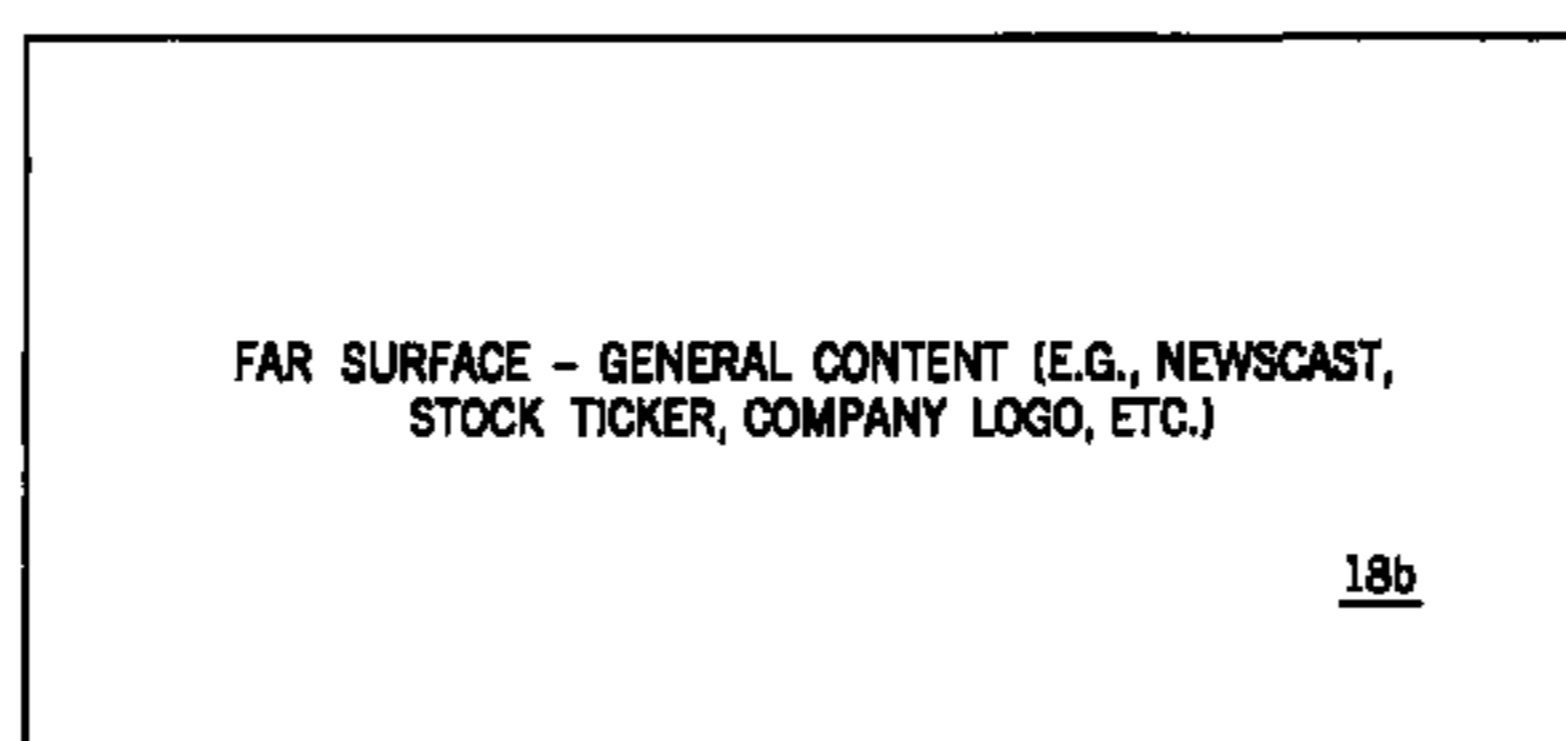 FAR SURFACE – GENERAL CONTENT (E.G., NEWSCAST,
STOCK TICKER, COMPANY LOGO, ETC.)
18b